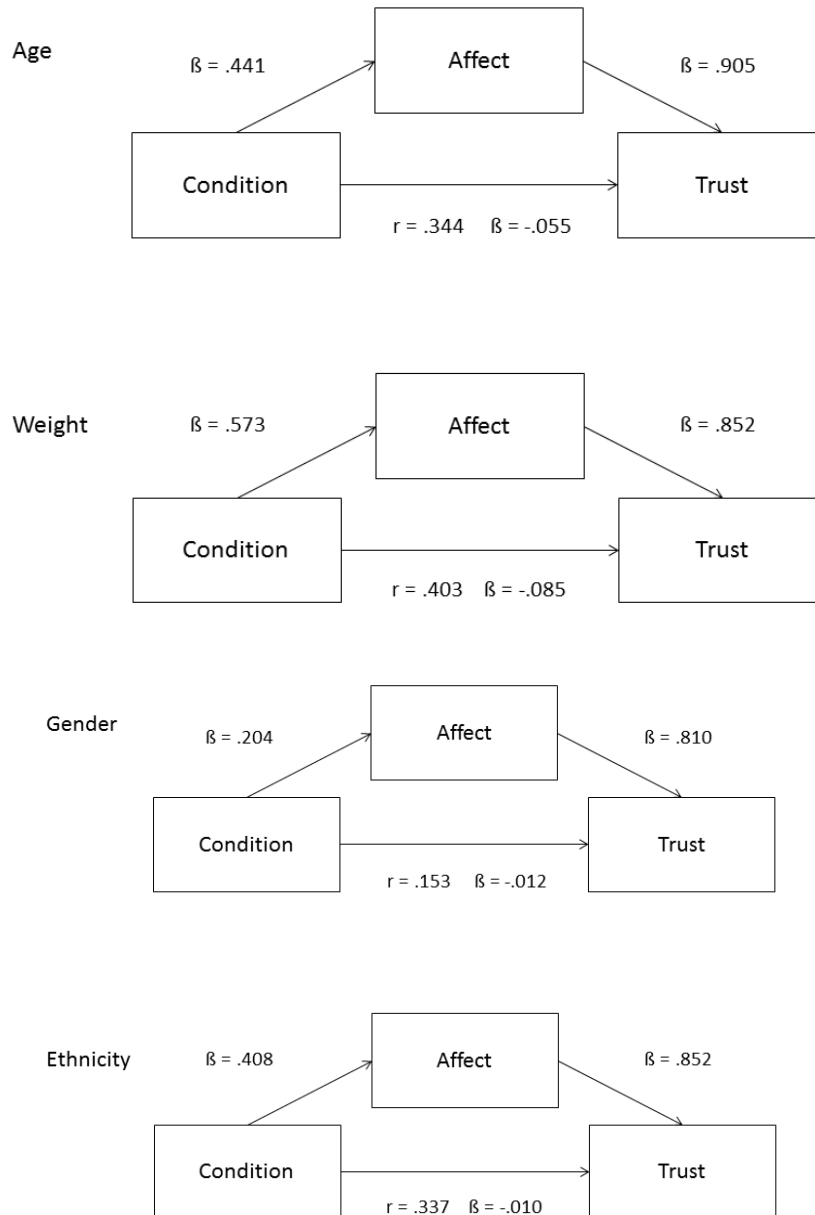 Age
ß = .441
Affect
ß = .905
Condition
Trust
r = .344 ß = -.055
Weight
ß = .573
Affect
ß = .852
Condition
Trust
r = .403 ß = -.085
Gender
ß = .204
Affect
ß = .810
Condition
Trust
r = .153 ß = -.012
Ethnicity
ß = .408
Affect
ß = .852
Condition
Trust
r = .337 ß = -.010